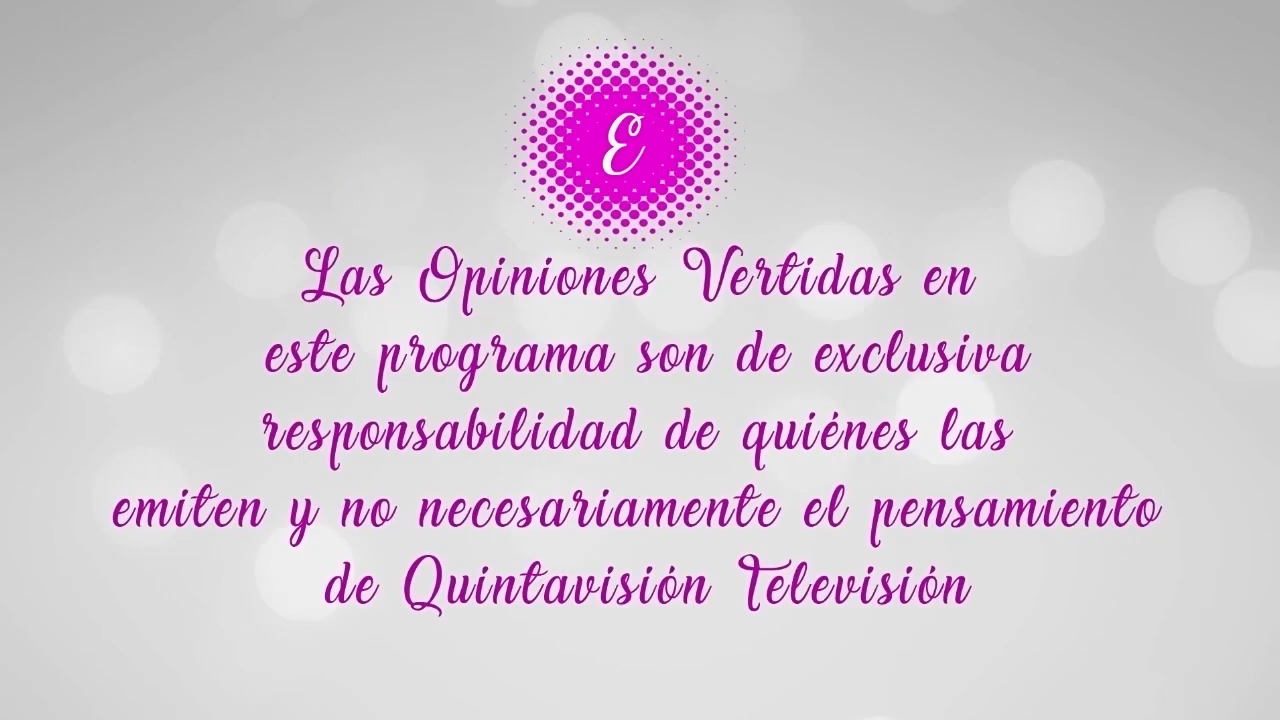 E
Las Opiniones Vertidas en
este programa son de exclusiva
responsabilidad de quiénes las
emiten y no necesariamente el pensamiento
de Quintavisión Televisión